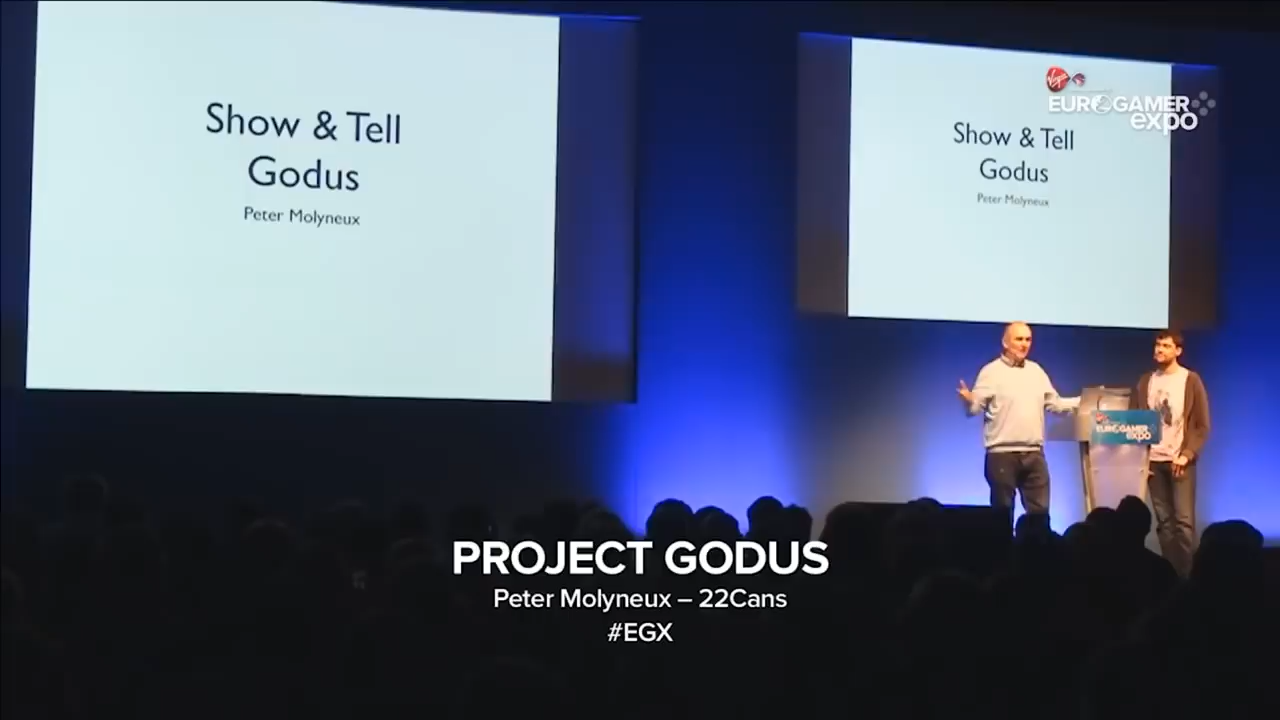 Show & Tell
Godus
Peter Molyneux
Virgin
EUROGAMER
expo
Show & Tell
Godus
Peter Molyneux
EUROGAMER
expo
PROJECT GODUS
Peter Molyneux – 22Cans
#EGX